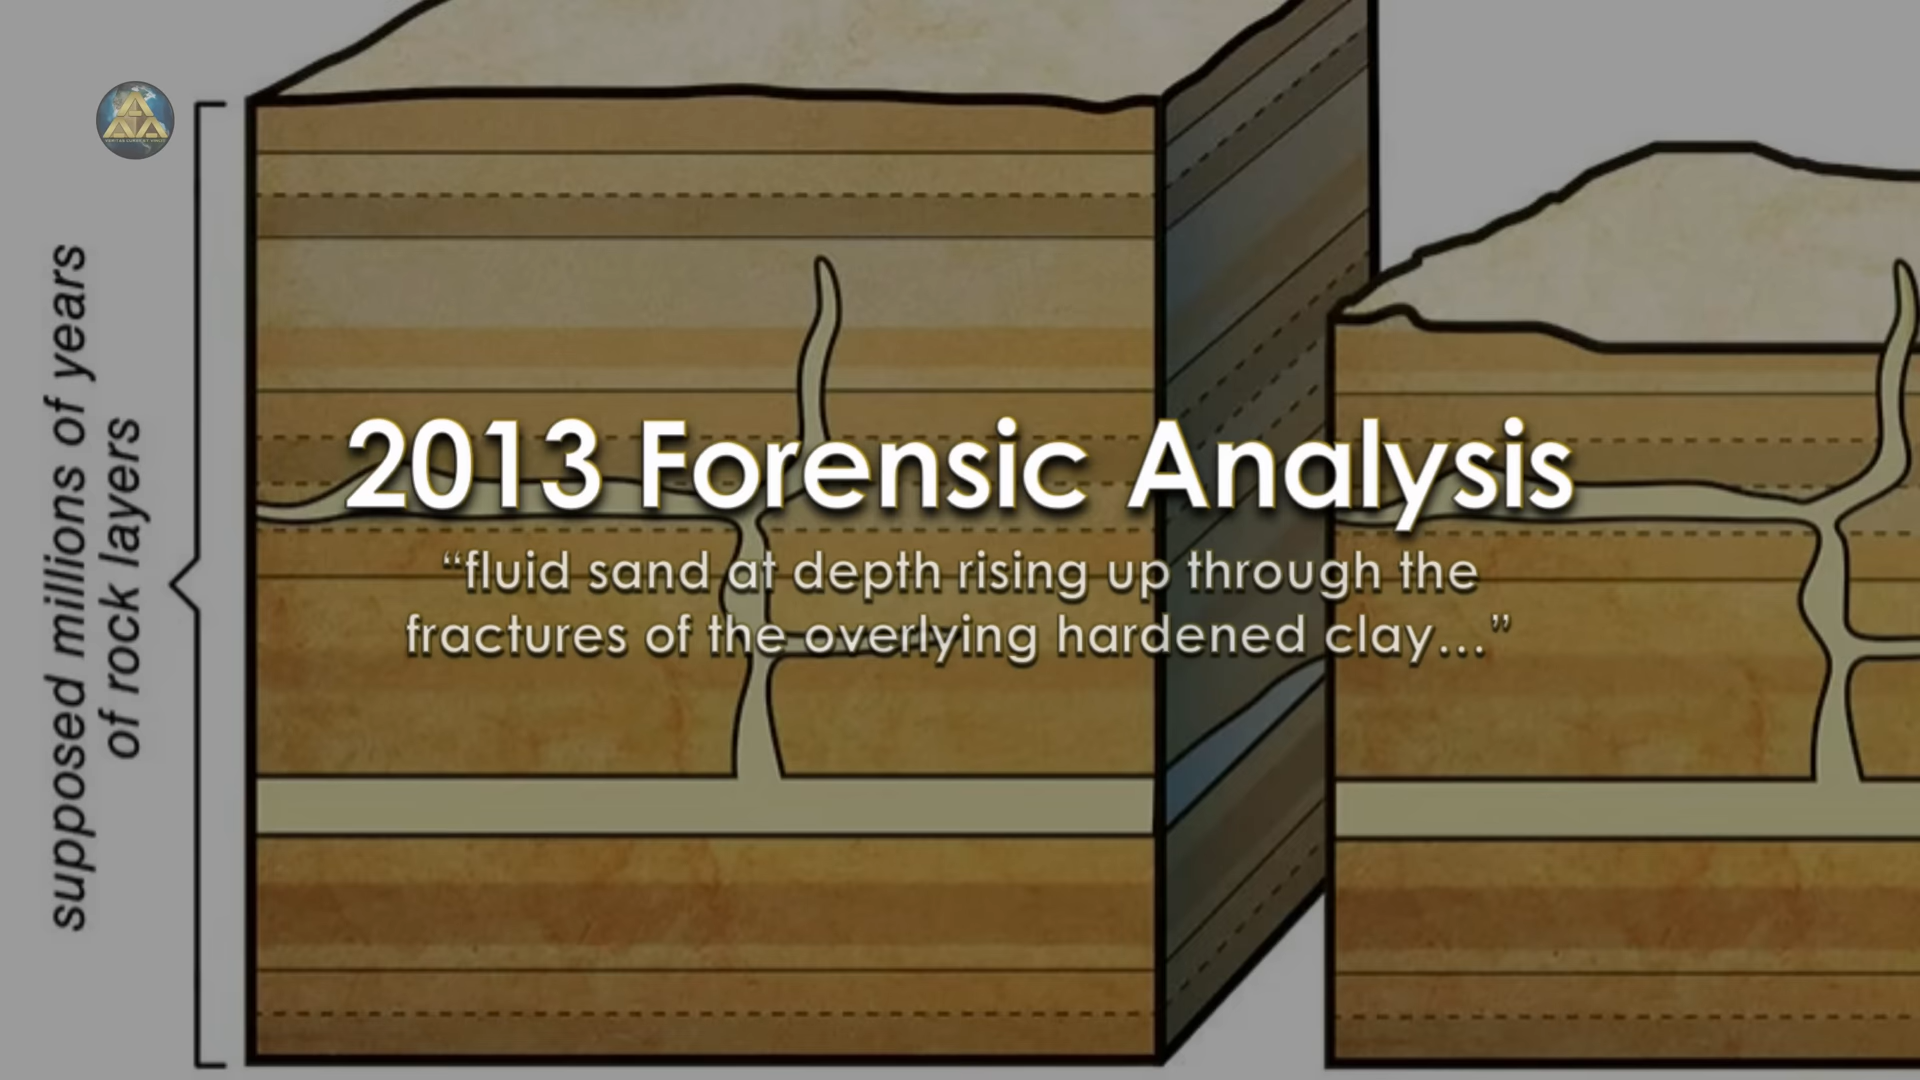 supposed millions of years
of rock layers
2013 Forensic Analysis
“fluid sand at depth rising up through the
fractures of the overlying hardened clay...”